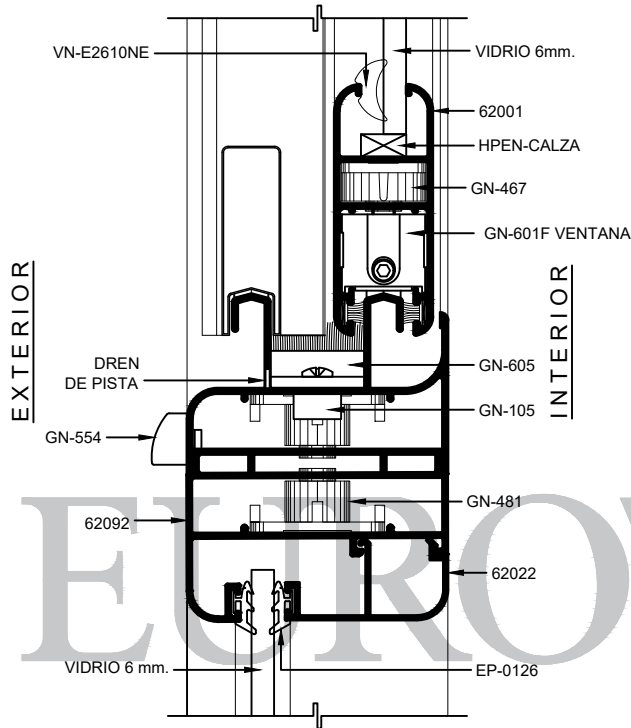 VN-E2610NE
VIDRIO 6mm.
62001
HPEN-CALZA
GN-467
GN-601F VENTANA
EXTERIOR
INTERIOR
DREN
DE PISTA
GN-605
GN-105
GN-554
GN-481
62092
62022
VIDRIO 6 mm.
EP-0126
EURO